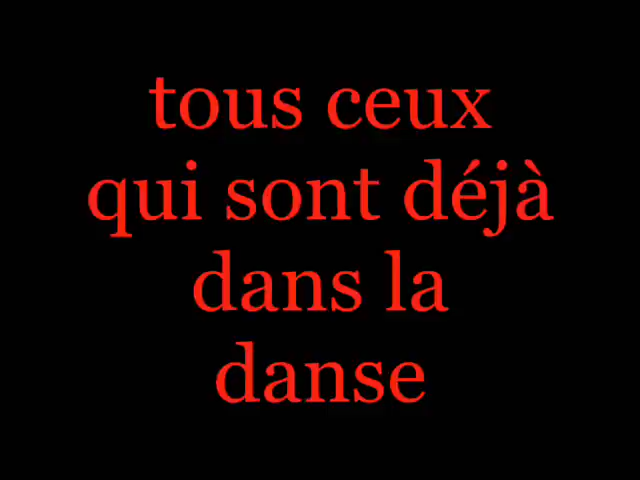 tous ceux
qui sont déjà
dans la
danse